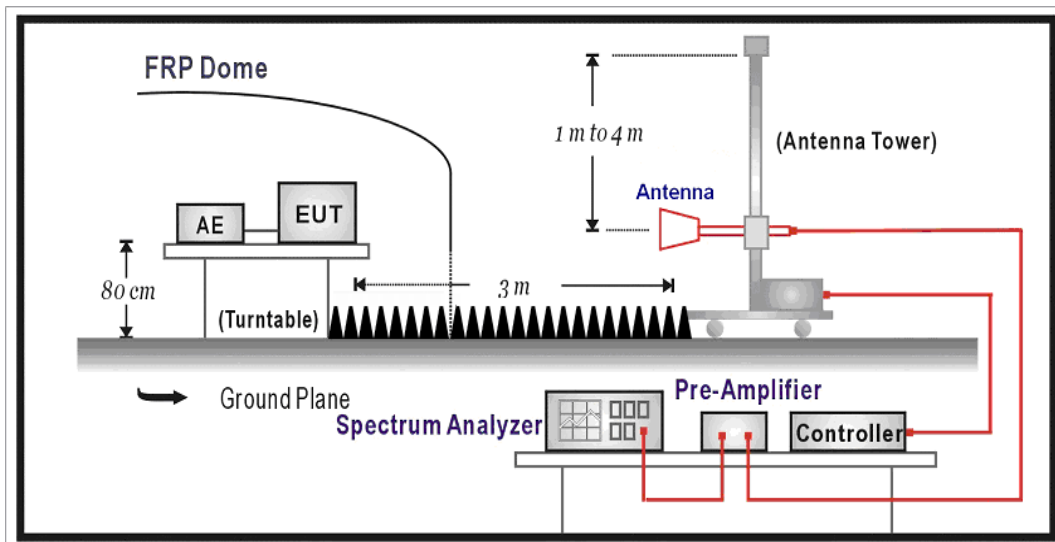 FRP Dome
1 m to 4 m
(Antenna Tower)
Antenna
AE
EUT
80 cm
3 m
(Turntable)
Ground Plane
Pre-Amplifier
Spectrum Analyzer
Controller